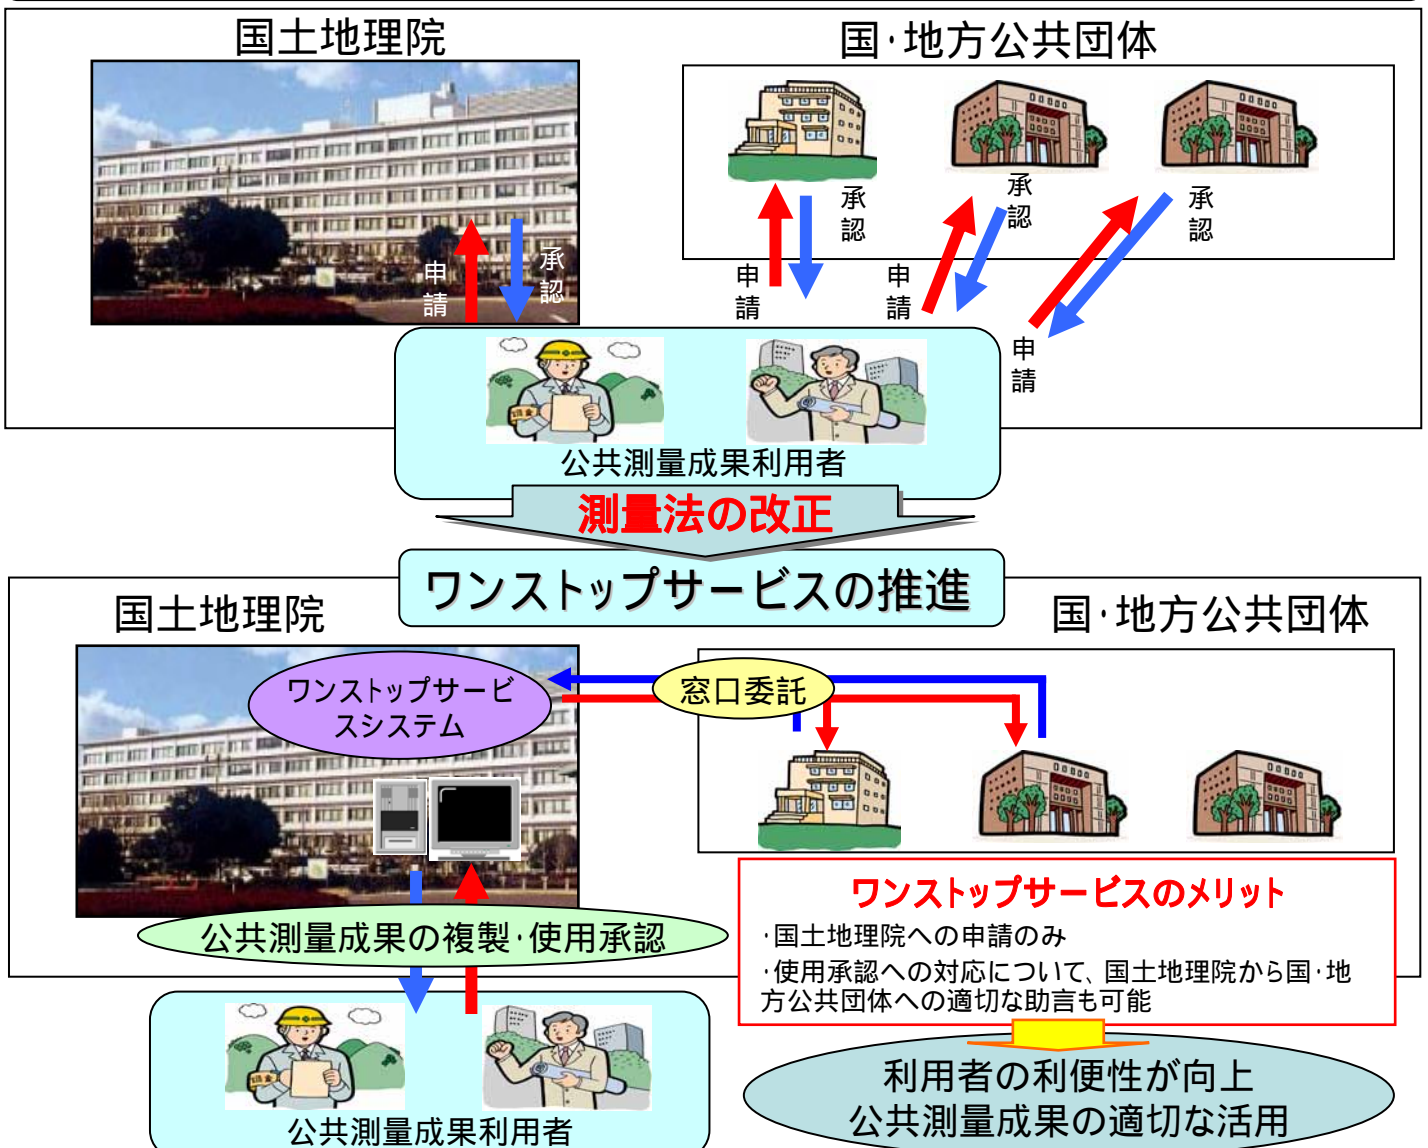 国土地理院
国・地方公共団体
申請
承認
申請
承認
申請
承認
申請
承認
公共測量成果利用者
測量法の改正
ワンストップサービスの推進
国土地理院
国・地方公共団体
ワンストップサービ
スシステム
窓口委託
公共測量成果の複製・使用承認
ワンストップサービスのメリット
・国土地理院への申請のみ
・使用承認への対応について、国土地理院から国・地
方公共団体への適切な助言も可能
公共測量成果利用者
利用者の利便性が向上
公共測量成果の適切な活用